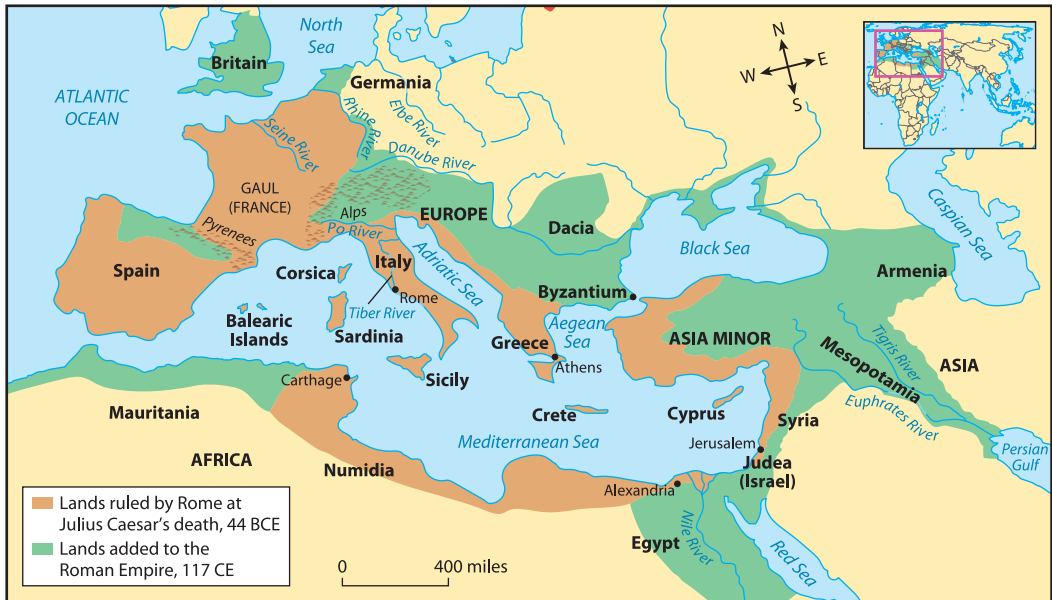 North
Sea
Britain
ATLANTIC
OCEAN
Germania
Rhine River
Elbe River
Seine River
Danube River
N
W
E
S
GAUL
(FRANCE)
Alps
EUROPE
Po River
Pyrenees
Dacia
Black Sea
Caspian Sea
Spain
Corsica
Italy
Adriatic Sea
Armenia
Byzantium
Rome
Tiber River
Balearic
Islands
Sardinia
Greece
Aegean
Sea
Athens
ASIA MINOR
Mesopotamia
Tigris River
ASIA
Carthage
Sicily
Mauritania
Crete
Cyprus
Syria
Euphrates River
Mediterranean Sea
Jerusalem
Persian
Gulf
AFRICA
Numidia
Judea
(Israel)
Alexandria
Egypt
Nile River
Red Sea
Lands ruled by Rome at
Julius Caesar's death, 44 BCE
Lands added to the
Roman Empire, 117 CE
0
400 miles